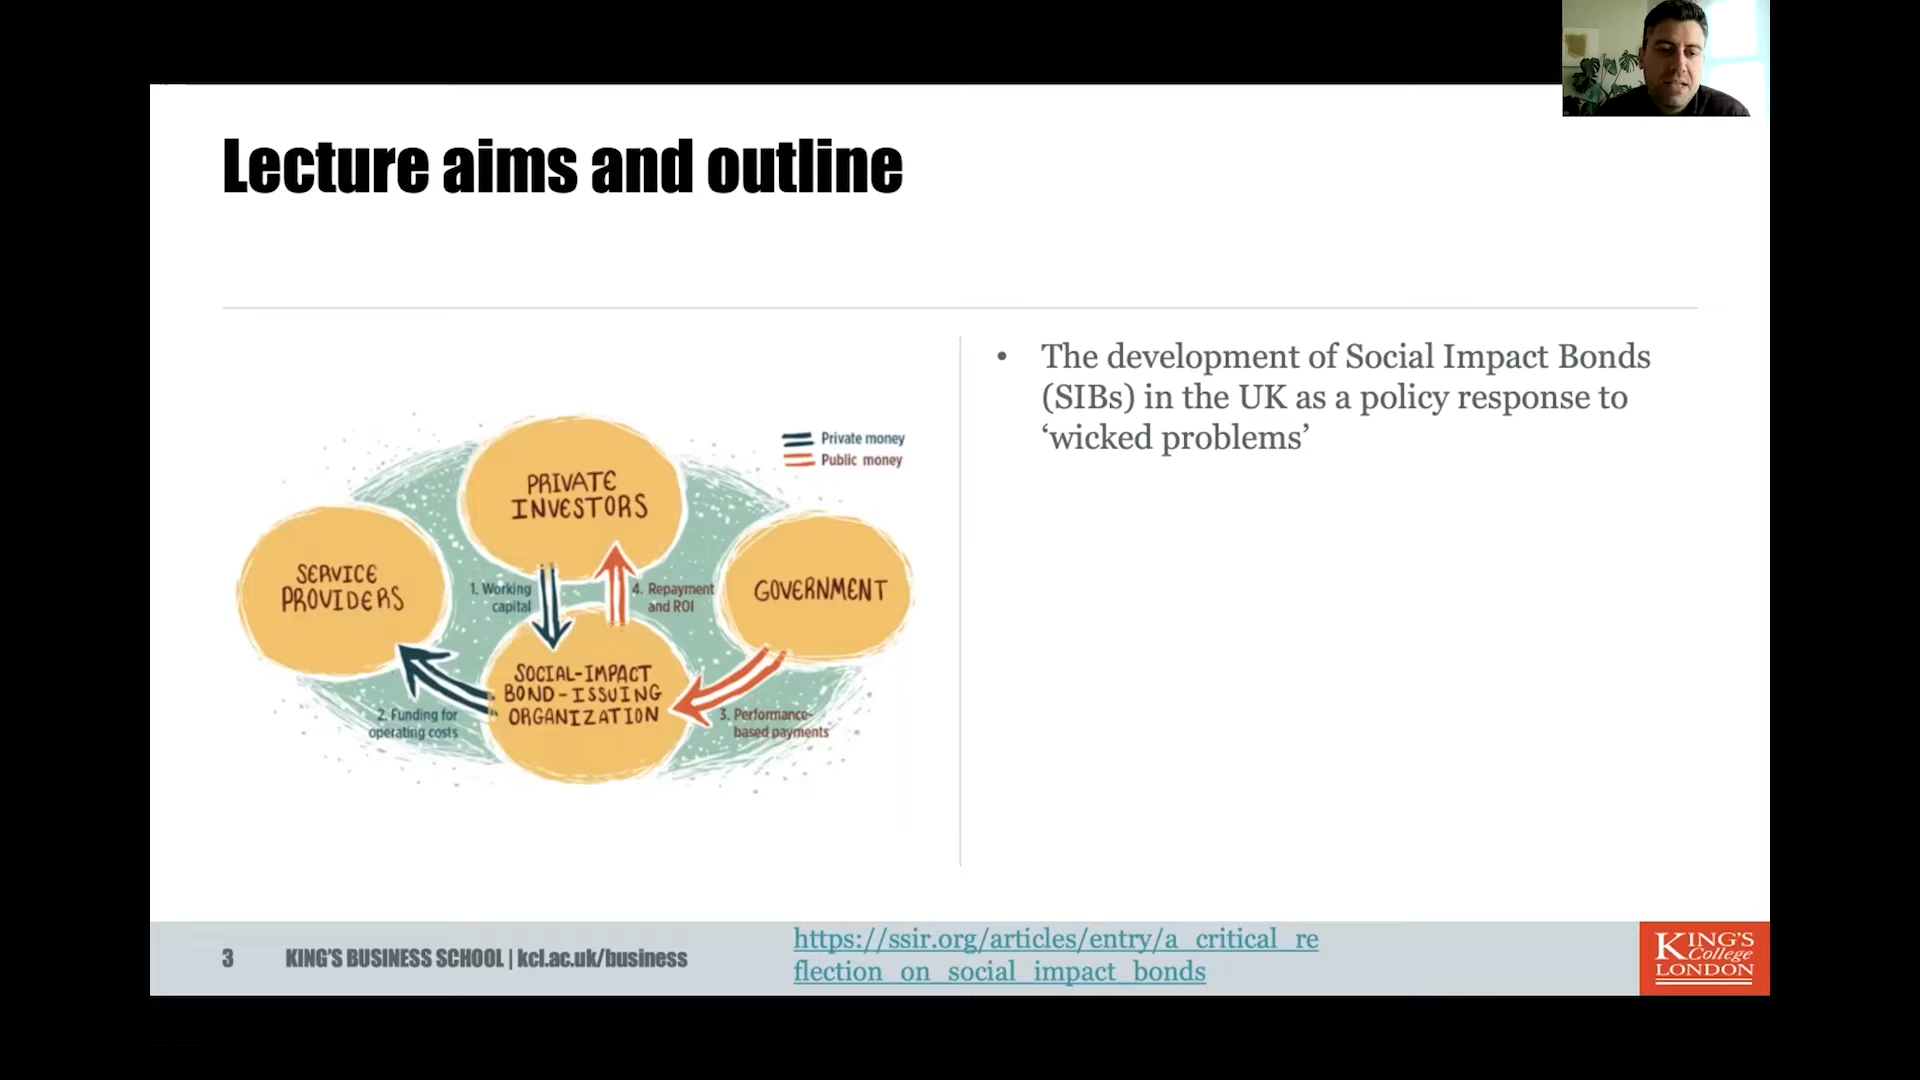 Lecture aims and outline
Private money
Public money
PRIVATE
INVESTORS
SERVICE
PROVIDERS
GOVERNMENT
1. Working
capital
4. Repayment
and ROI
SOCIAL-IMPACT
BOND-ISSUING
ORGANIZATION
2. Funding for
operating costs
3. Performance-
based payments
• The development of Social Impact Bonds
(SIBs) in the UK as a policy response to
‘wicked problems’
3
KING'S BUSINESS SCHOOL | kcl.ac.uk/business
https://ssir.org/articles/entry/a_critical_re
flection_on_social_impact_bonds
KING'S
College
LONDON